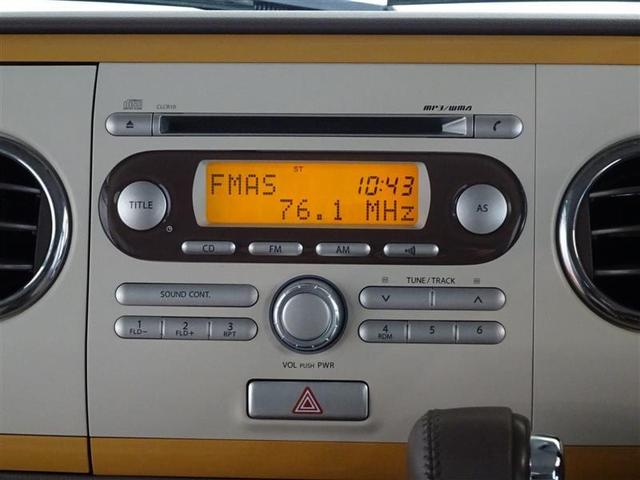 CLCR10
MP3/WMA
ST
FMAS 10:43
76.1 MHz
TITLE
AS
CD
FM
AM
SOUND CONT.
TUNE/TRACK
1 FLD-
2 FLD+
3 RPT
4 RDM
5
6
VOL PUSH PWR